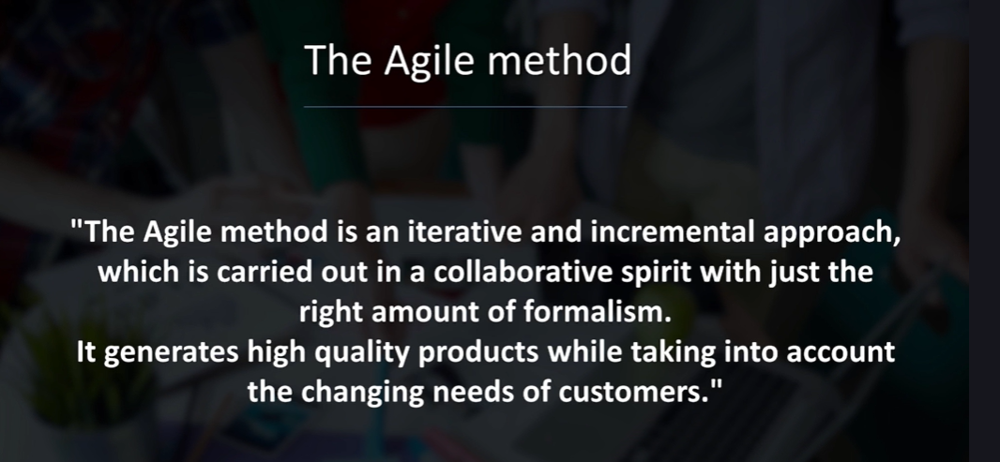 The Agile method
"The Agile method is an iterative and incremental approach,
which is carried out in a collaborative spirit with just the
right amount of formalism.
It generates high quality products while taking into account
the changing needs of customers."